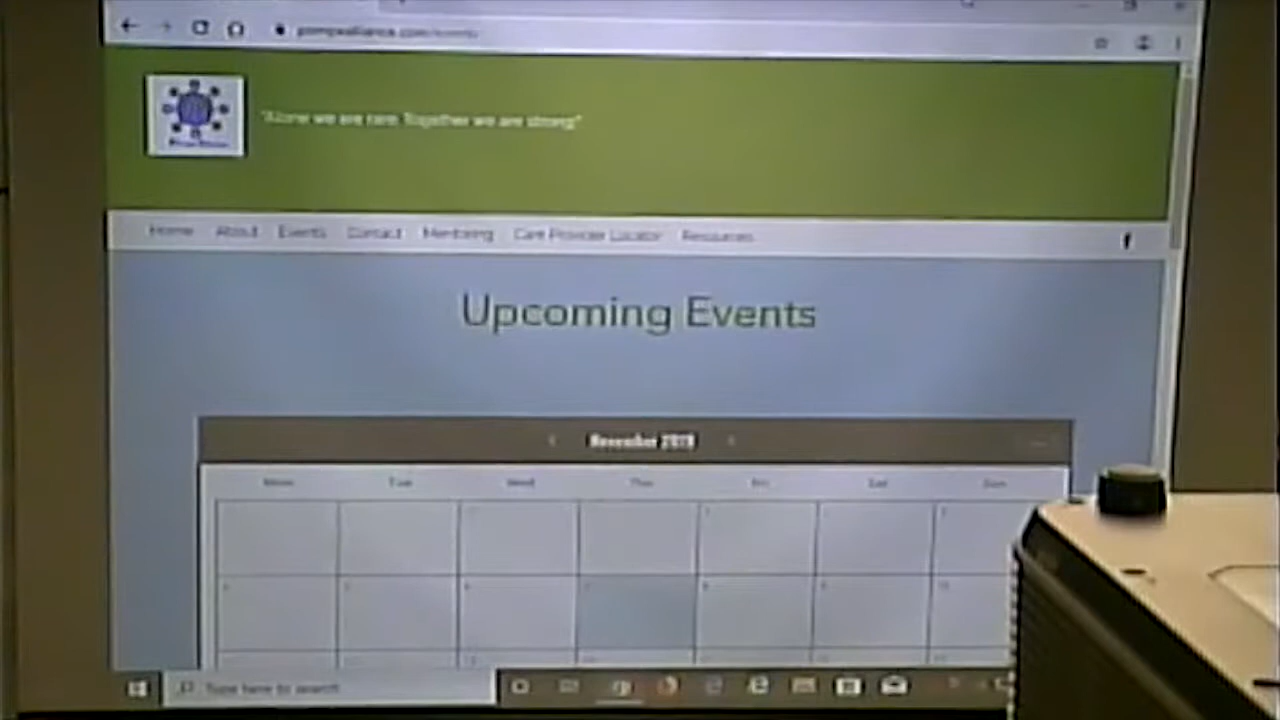 "Alone we are rare. Together we are strong"
Home About Events Contact Mentoring Care Provider Locator Resources f
Upcoming Events
November 2019
Mon Tue Wed Thu Fri Sat Sun
Type here to search